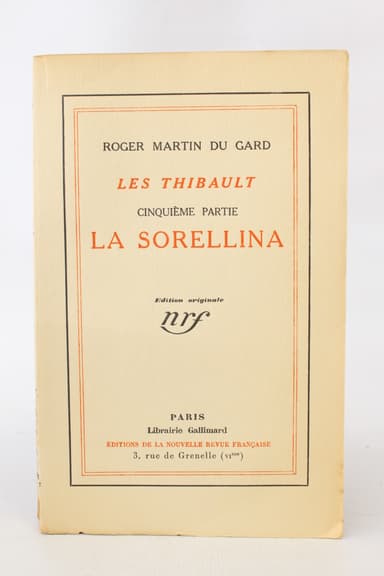 ROGER MARTIN DU GARD
LES THIBAULT
CINQUIÈME PARTIE
LA SORELLINA
Edition originale
nrf
PARIS
Librairie Gallimard
ÉDITIONS DE LA NOUVELLE REVUE FRANÇAISE
3, rue de Grenelle (VIme)